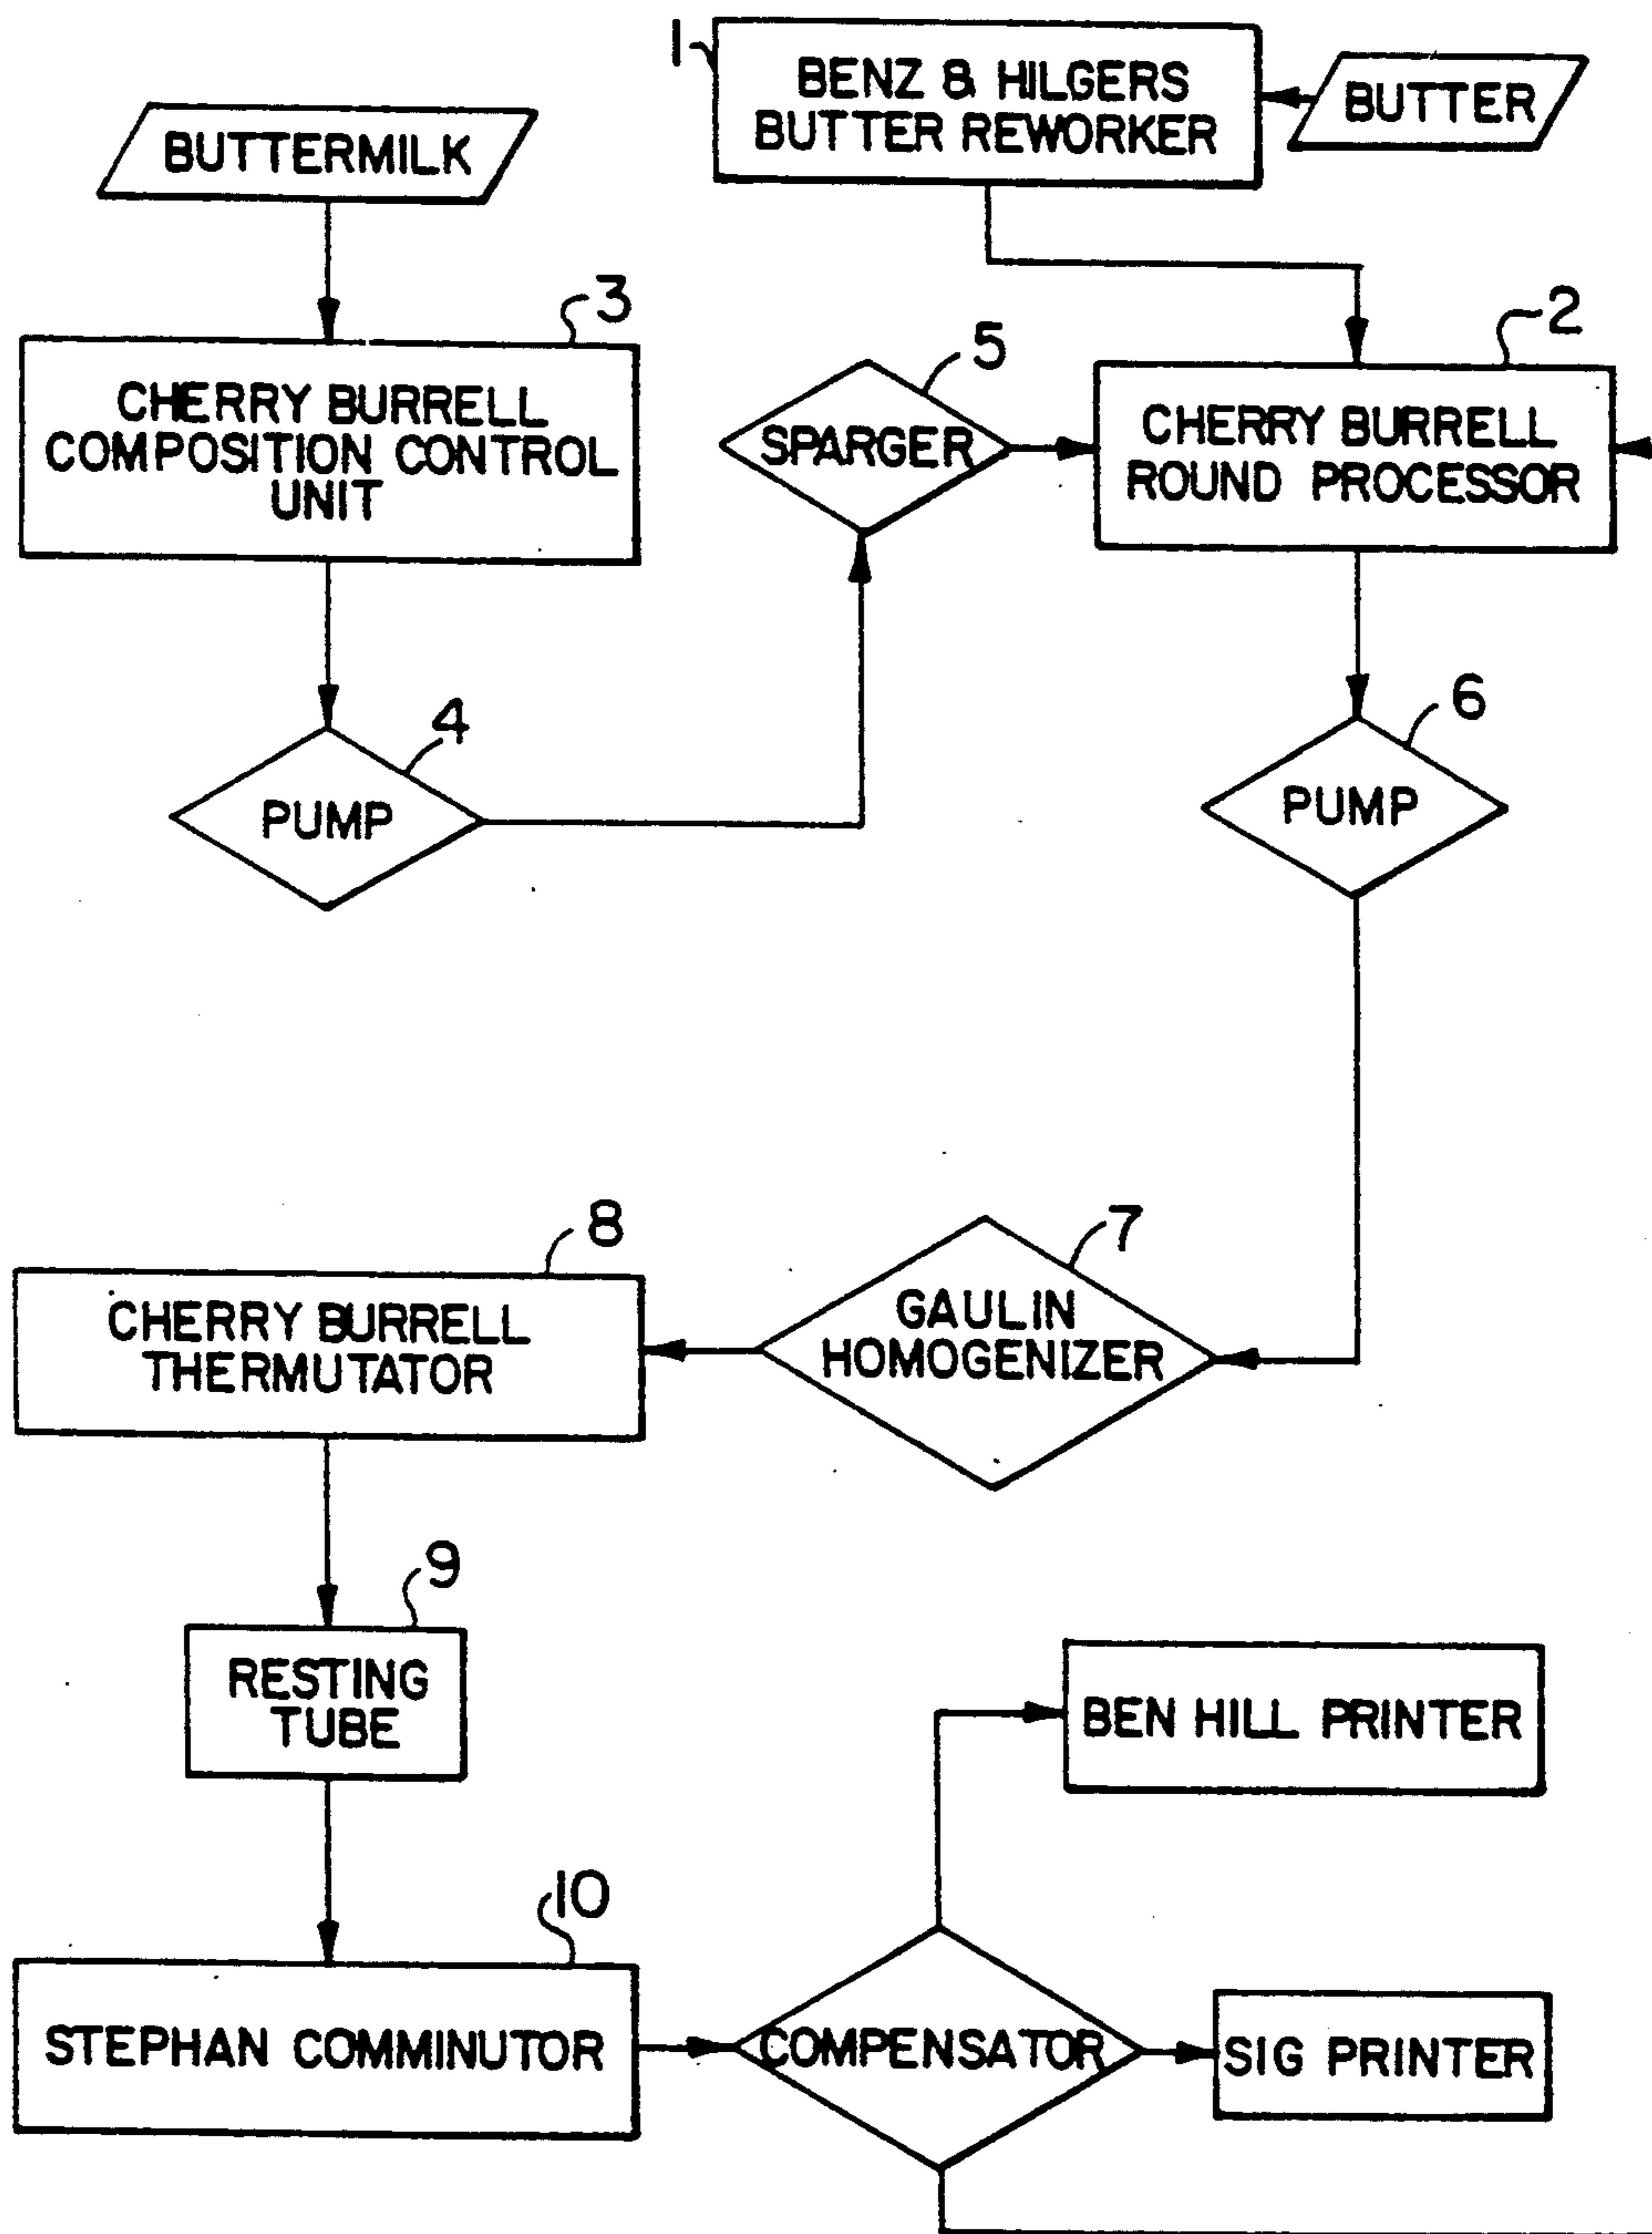 1
BENZ & HILGERS
BUTTER REWORKER
BUTTER
BUTTERMILK
3
CHERRY BURRELL
COMPOSITION CONTROL
UNIT
5
SPARGER
2
CHERRY BURRELL
ROUND PROCESSOR
4
PUMP
6
PUMP
8
CHERRY BURRELL
THERMUTATOR
7
GAULIN
HOMOGENIZER
9
RESTING
TUBE
BEN HILL PRINTER
10
STEPHAN COMMINUTOR
COMPENSATOR
SIG PRINTER